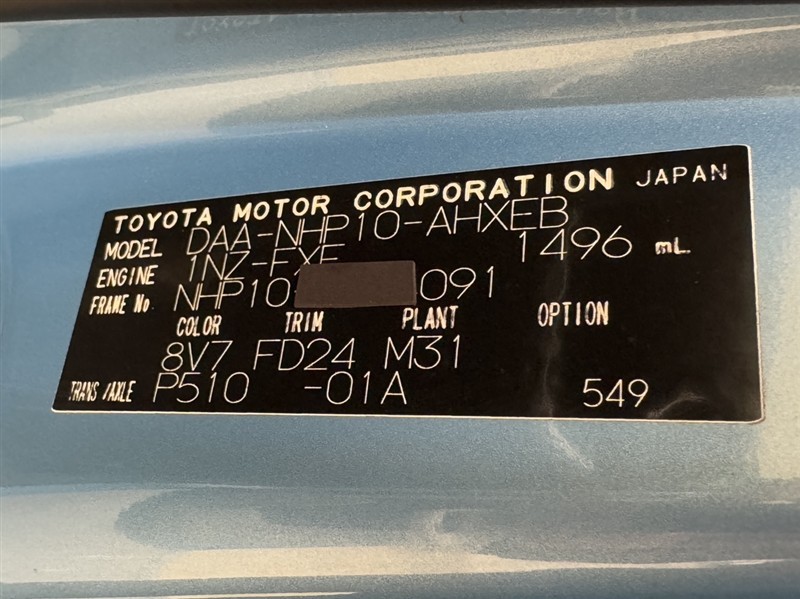 TOYOTA MOTOR CORPORATION JAPAN
MODEL DAA-NHP10-AHXEB
ENGINE 1NZ-FXE 1496 mL
FRAME No NHP10 091
COLOR TRIM PLANT OPTION
8V7 FD24 M31
TRANS /AXLE P510 -01A 549